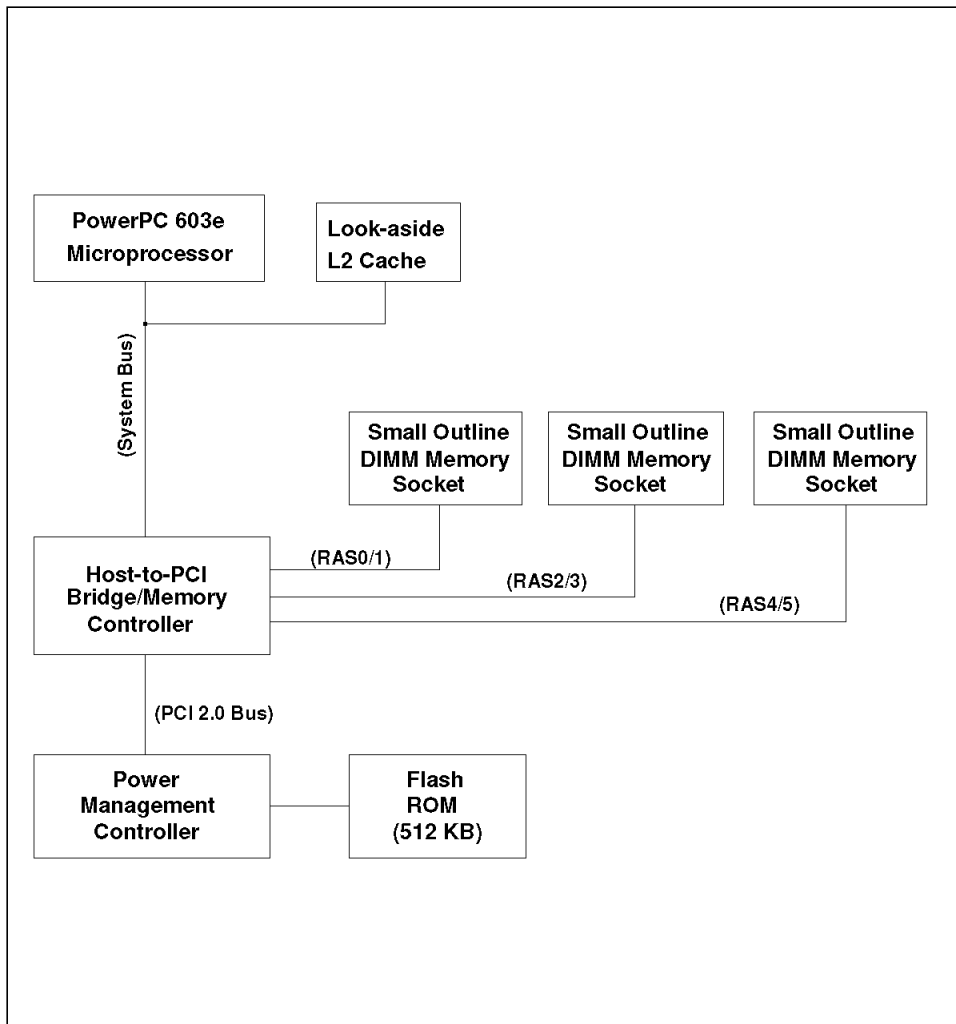 PowerPC 603e
Microprocessor
Look-aside
L2 Cache
(System Bus)
Small Outline
DIMM Memory
Socket
Small Outline
DIMM Memory
Socket
Small Outline
DIMM Memory
Socket
Host-to-PCI
Bridge/Memory
Controller
(RAS0/1)
(RAS2/3)
(RAS4/5)
(PCI 2.0 Bus)
Power
Management
Controller
Flash
ROM
(512 KB)